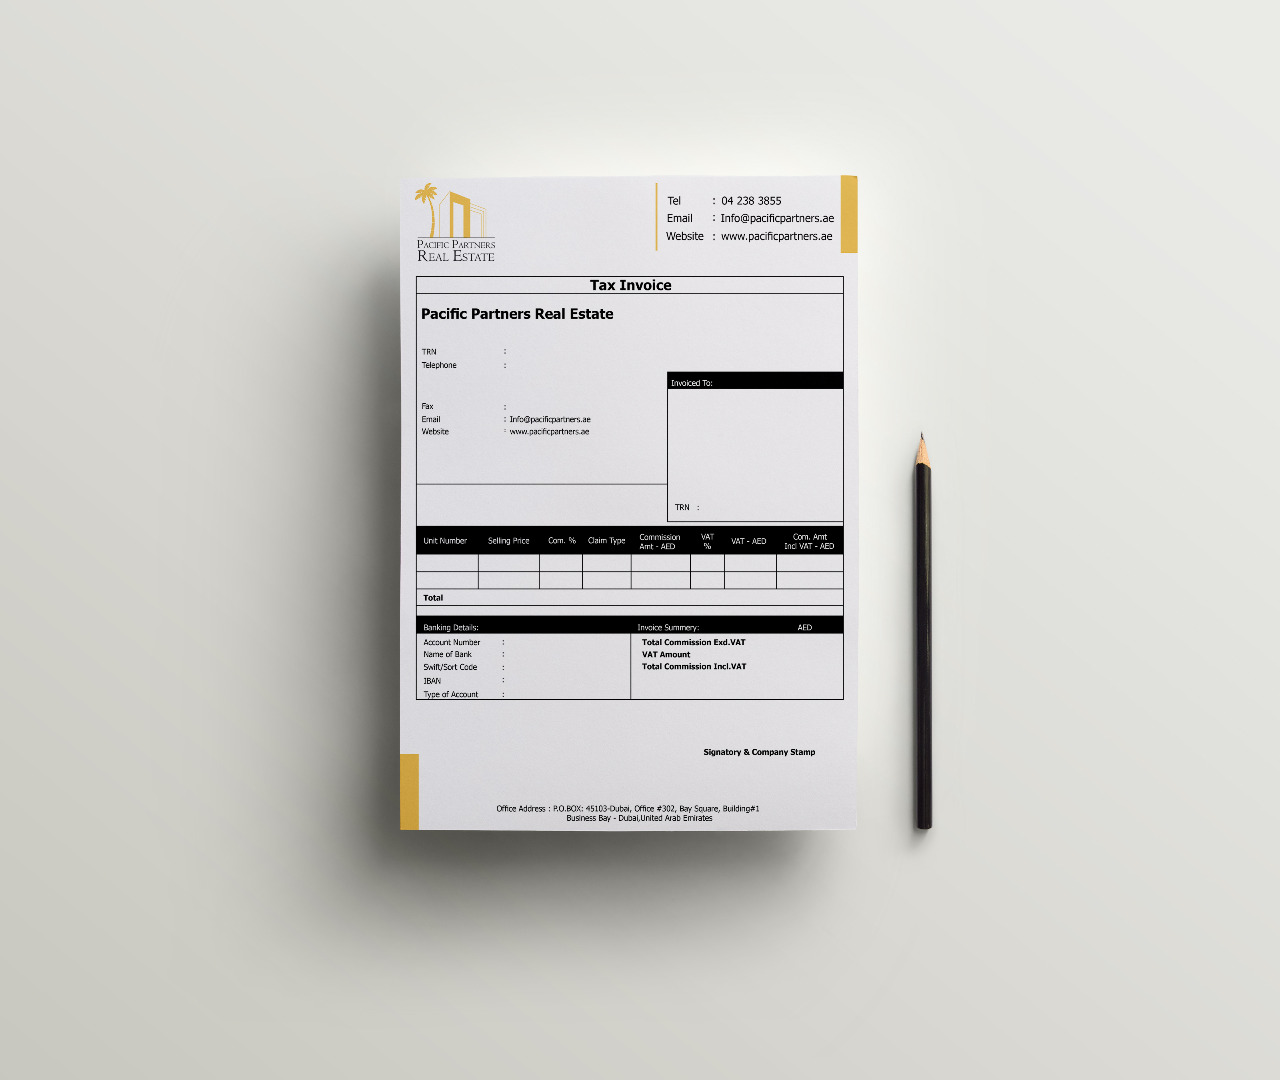 Pacific Partners
Real Estate
Tel : 04 238 3855
Email : Info@pacificpartners.ae
Website : www.pacificpartners.ae
Tax Invoice
Pacific Partners Real Estate
TRN :
Telephone :
Fax :
Email : Info@pacificpartners.ae
Website : www.pacificpartners.ae
Invoiced To:
TRN :
Unit Number Selling Price Com. % Claim Type Commission Amt - AED VAT % VAT - AED Com. Amt Incl VAT - AED
Total
Banking Details: Invoice Summery: AED
Account Number : Total Commission Exd.VAT
Name of Bank : VAT Amount
Swift/Sort Code : Total Commission Incl.VAT
IBAN :
Type of Account :
Signatory & Company Stamp
Office Address : P.O.BOX: 45103-Dubai, Office #302, Bay Square, Building#1
Business Bay - Dubai,United Arab Emirates